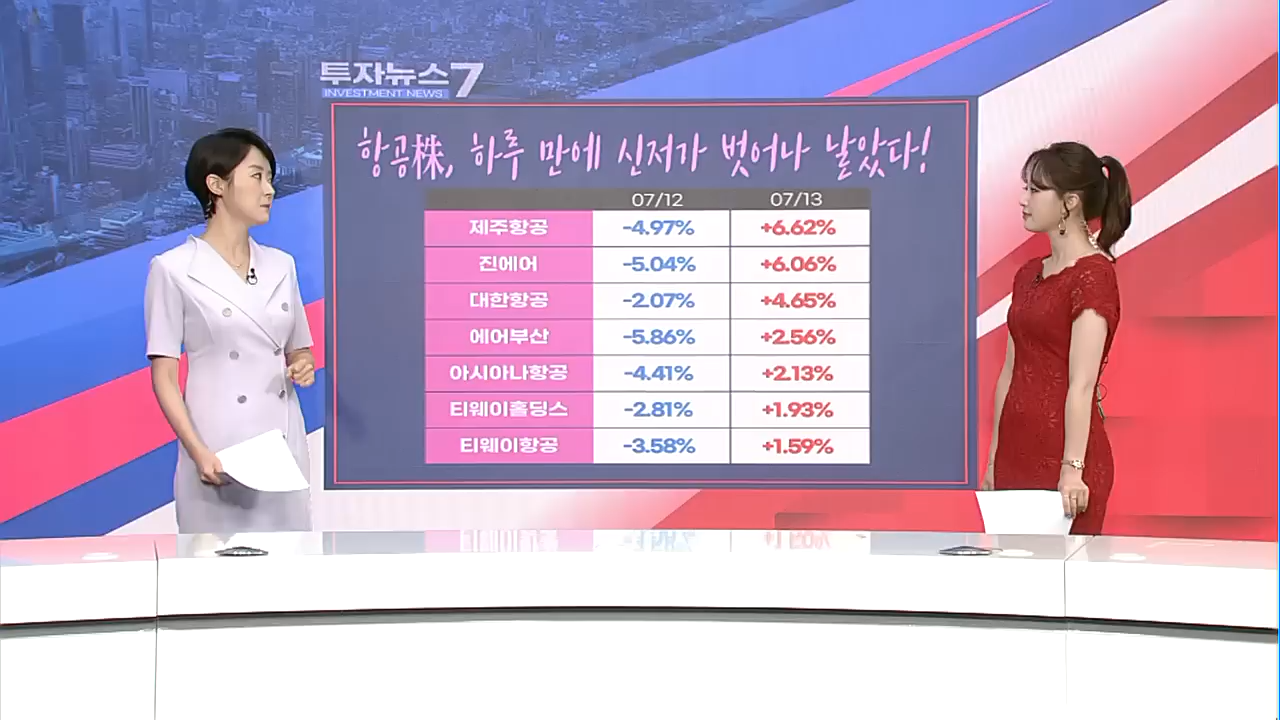 투자뉴스 7
INVESTMENT NEWS
항공株, 하루 만에 신저가 벗어나 날았다!
07/12 07/13
제주항공 -4.97% +6.62%
진에어 -5.04% +6.06%
대한항공 -2.07% +4.65%
에어부산 -5.86% +2.56%
아시아나항공 -4.41% +2.13%
티웨이홀딩스 -2.81% +1.93%
티웨이항공 -3.58% +1.59%